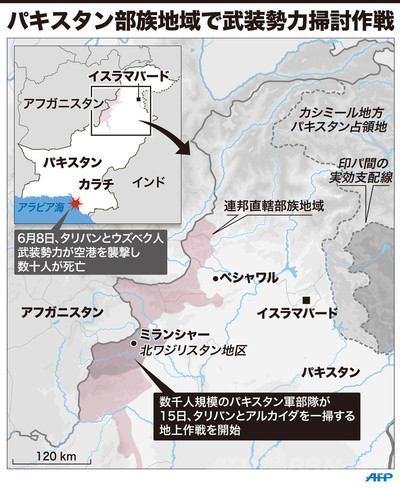 パキスタン部族地域で武装勢力掃討作戦
イスラマバード
アフガニスタン
パキスタン
カラチ
インド
アラビア海
6月8日、タリバンとウズベク人
武装勢力が空港を襲撃し
数十人が死亡
カシミール地方
パキスタン占領地
印パ間の
実効支配線
連邦直轄部族地域
ペシャワル
イスラマバード
アフガニスタン
ミランシャー
北ワジリスタン地区
パキスタン
数千人規模のパキスタン軍部隊が
15日、タリバンとアルカイダを一掃する
地上作戦を開始
120 km
AFP